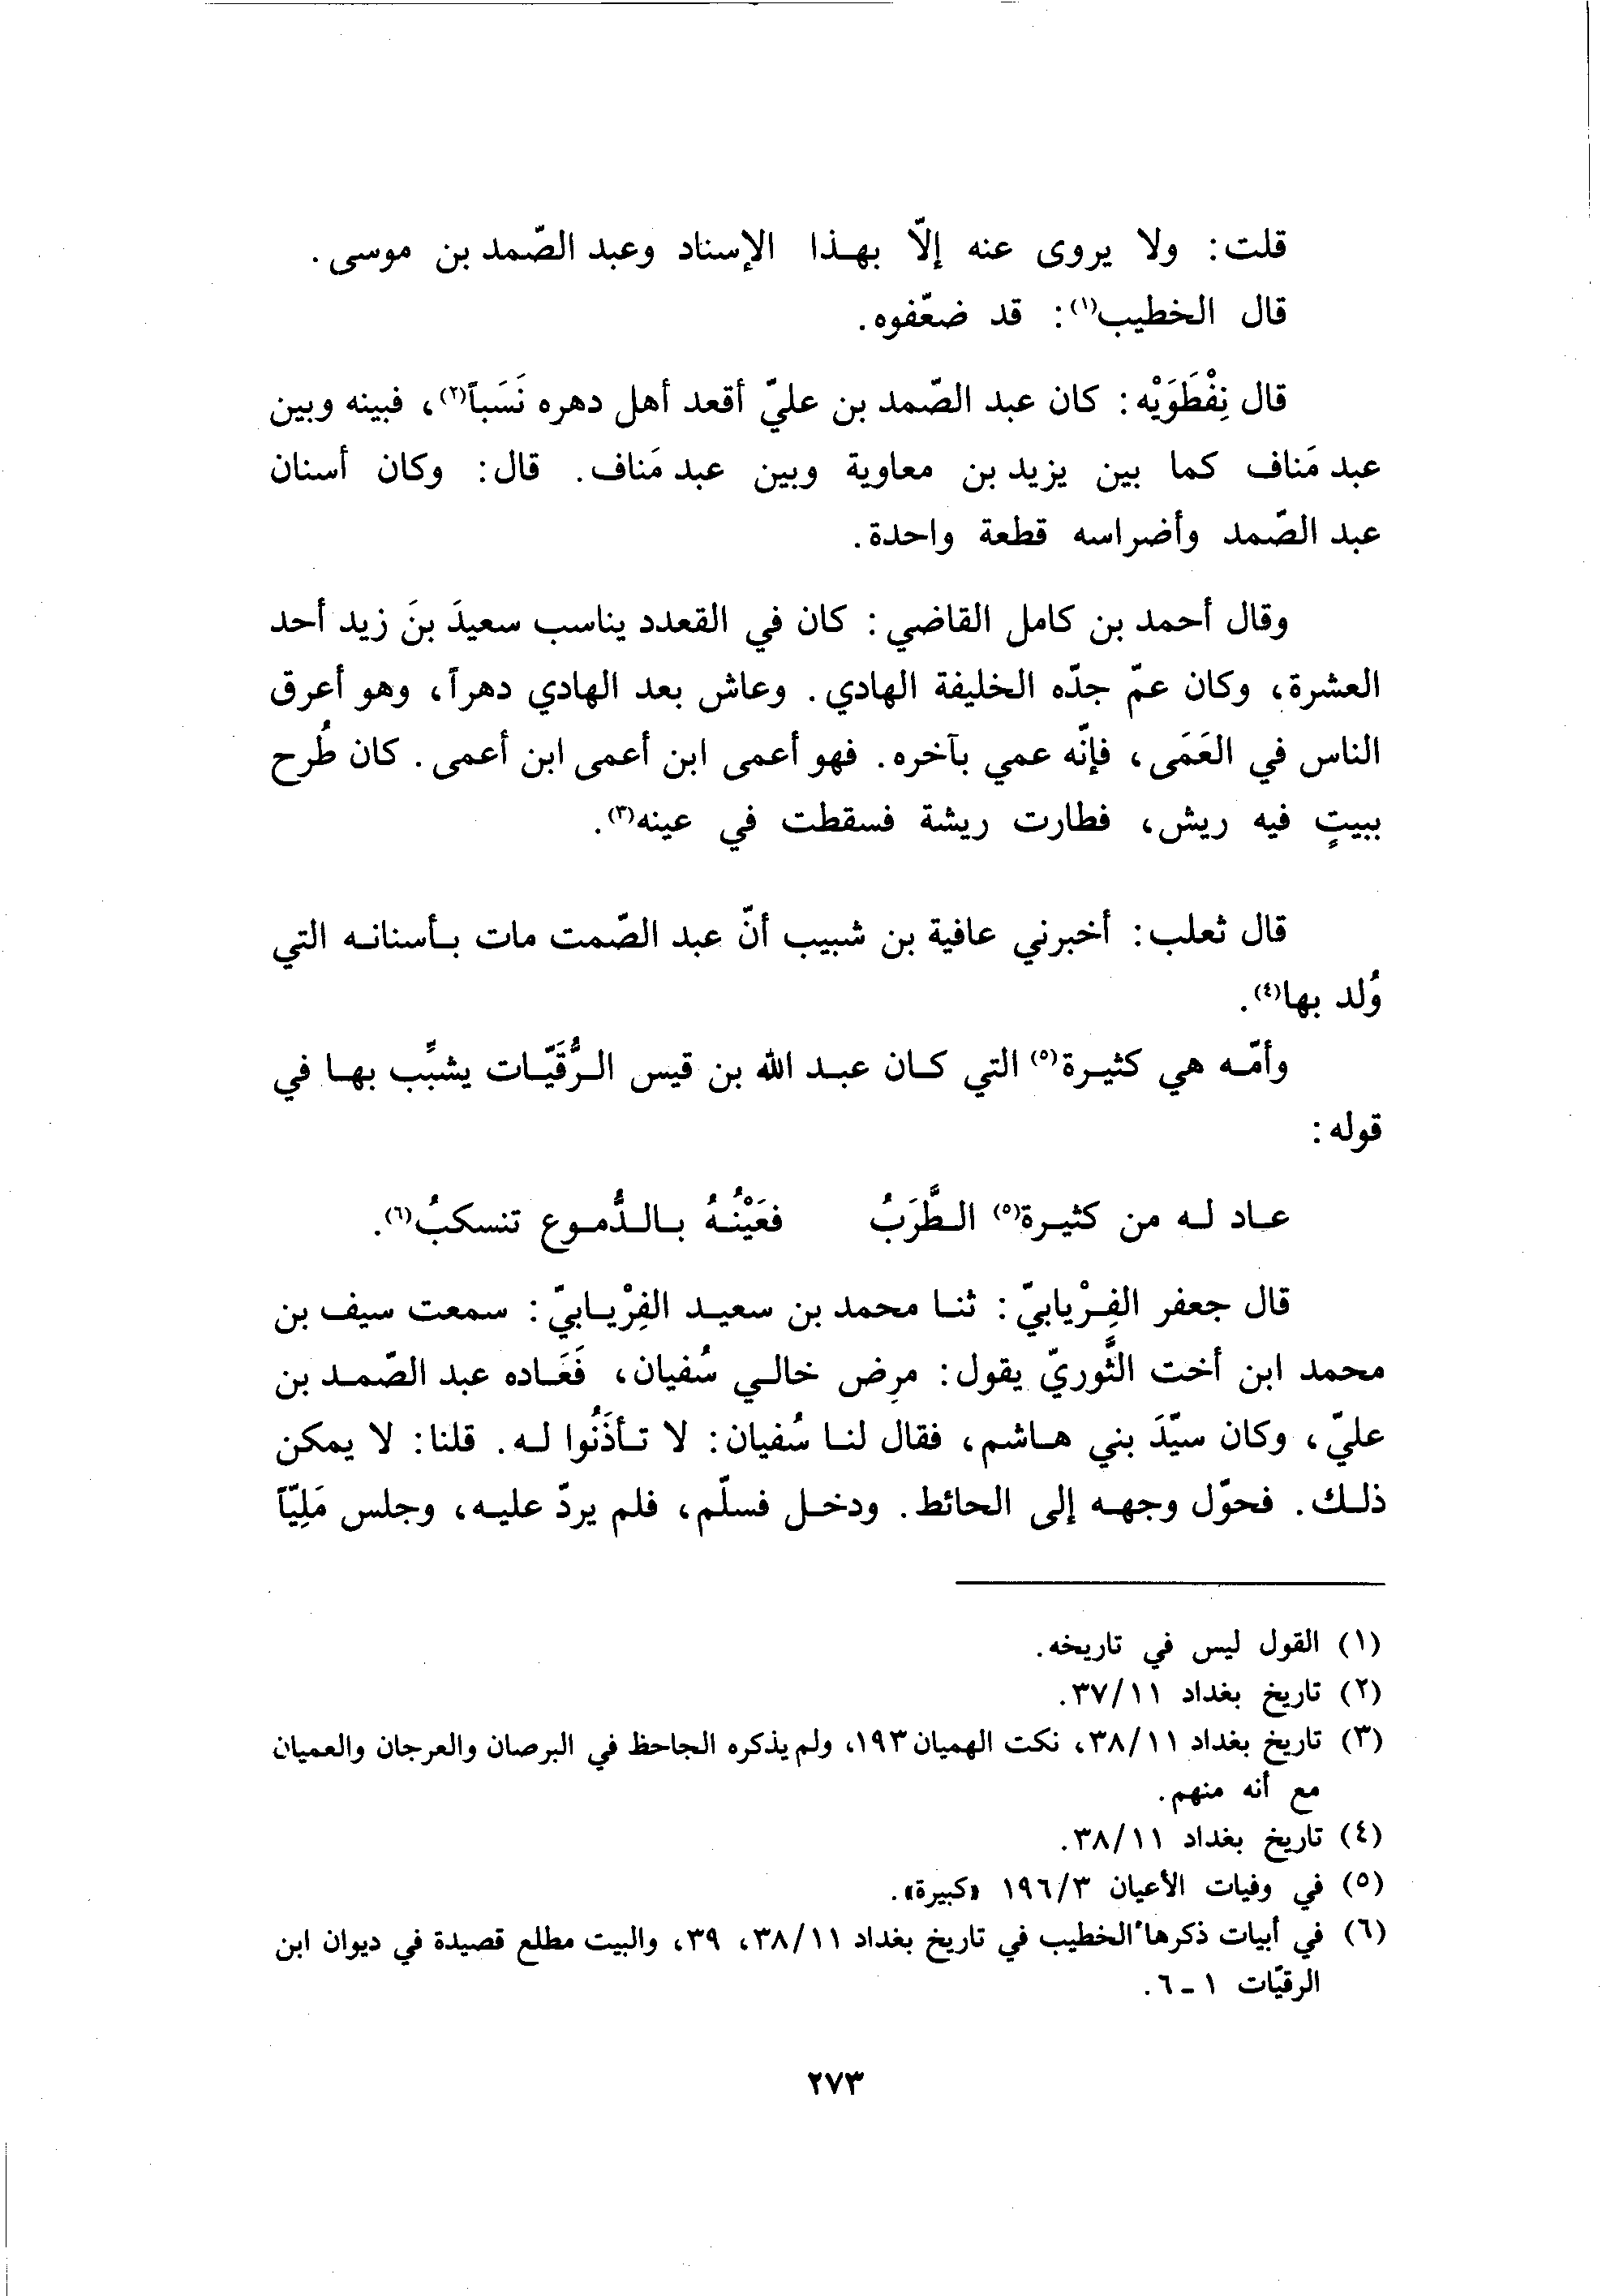 قلت: ولا يروى عنه إلاّ بهذا الإسناد وعبد الصّمد بن موسى.
قال الخطيب(١): قد ضعّفوه.
قال نِفْطَوَيْه: كان عبد الصّمد بن عليّ أقعد أهل دهره نَسَباً(٢)، فبينه وبين
عبد مَناف كما بين يزيد بن معاوية وبين عبد مَناف. قال: وكان أسنان
عبد الصّمد وأضراسه قطعة واحدة.
وقال أحمد بن كامل القاضي: كان في القعدد يناسب سعيدَ بنَ زيد أحد
العشرة، وكان عمّ جدّه الخليفة الهادي. وعاش بعد الهادي دهراً، وهو أعرق
الناس في العَمَى، فإنّه عمي بآخره. فهو أعمى ابن أعمى ابن أعمى. كان طُرح
ببيتٍ فيه ريش، فطارت ريشة فسقطت في عينه(٣).
قال ثعلب: أخبرني عافية بن شبيب أنّ عبد الصّمت مات بأسنانه التي
وُلد بها(٤).
وأمّه هي كثيرة(٥) التي كان عبد الله بن قيس الرُّقَيّات يشبِّب بها في
قوله:
عاد له من كثيرة(٥) الطَّرَبُ فعَيْنُهُ بالدُّموع تنسكبُ(٦).
قال جعفر الفِرْيابيّ: ثنا محمد بن سعيد الفِرْيابيّ: سمعت سيف بن
محمد ابن أخت الثَّوريّ يقول: مرِض خالي سُفيان، فَعَاده عبد الصّمد بن
عليّ، وكان سيّدَ بني هاشم، فقال لنا سُفيان: لا تأذَنُوا له. قلنا: لا يمكن
ذلك. فحوّل وجهه إلى الحائط. ودخل فسلّم، فلم يردّ عليه، وجلس مَلِيّاً
(١) القول ليس في تاريخه.
(٢) تاريخ بغداد ٣٧/١١.
(٣) تاريخ بغداد ٣٨/١١، نكت الهميان ١٩٣، ولم يذكره الجاحظ في البرصان والعرجان والعميان
مع أنه منهم.
(٤) تاريخ بغداد ٣٨/١١.
(٥) في وفيات الأعيان ١٩٦/٣ «كبيرة».
(٦) في أبيات ذكرها الخطيب في تاريخ بغداد ٣٨/١١، ٣٩، والبيت مطلع قصيدة في ديوان ابن
الرقيّات ١ - ٦.
٢٧٣